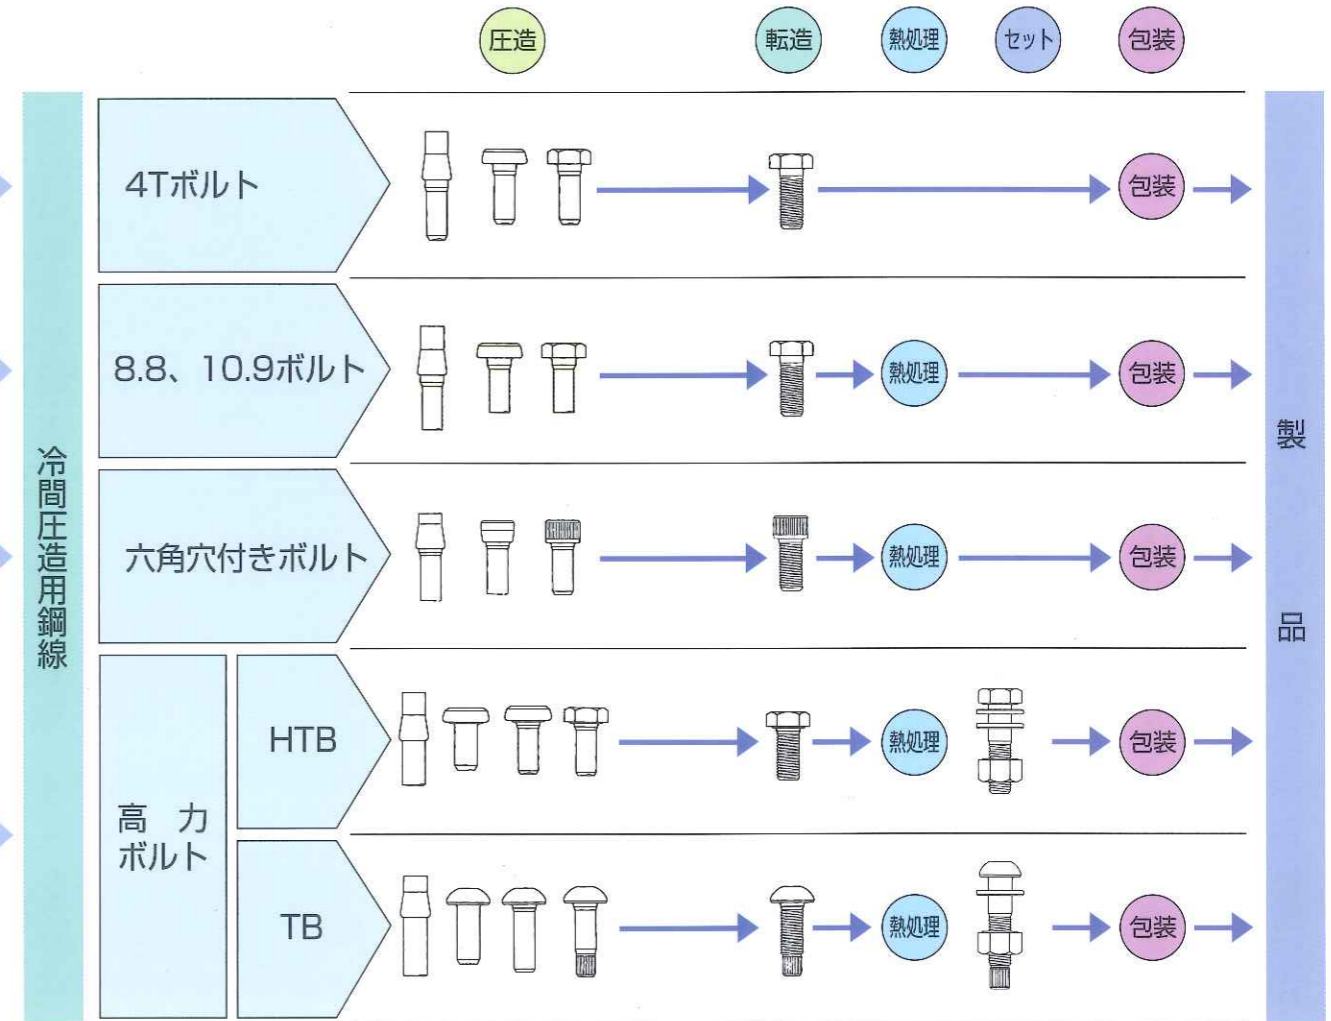 圧造
転造
熱処理
セット
包装
冷間圧造用鋼線
4Tボルト
包装
8.8、10.9ボルト
熱処理
包装
六角穴付きボルト
熱処理
包装
高力
ボルト
HTB
熱処理
包装
TB
熱処理
包装
製品